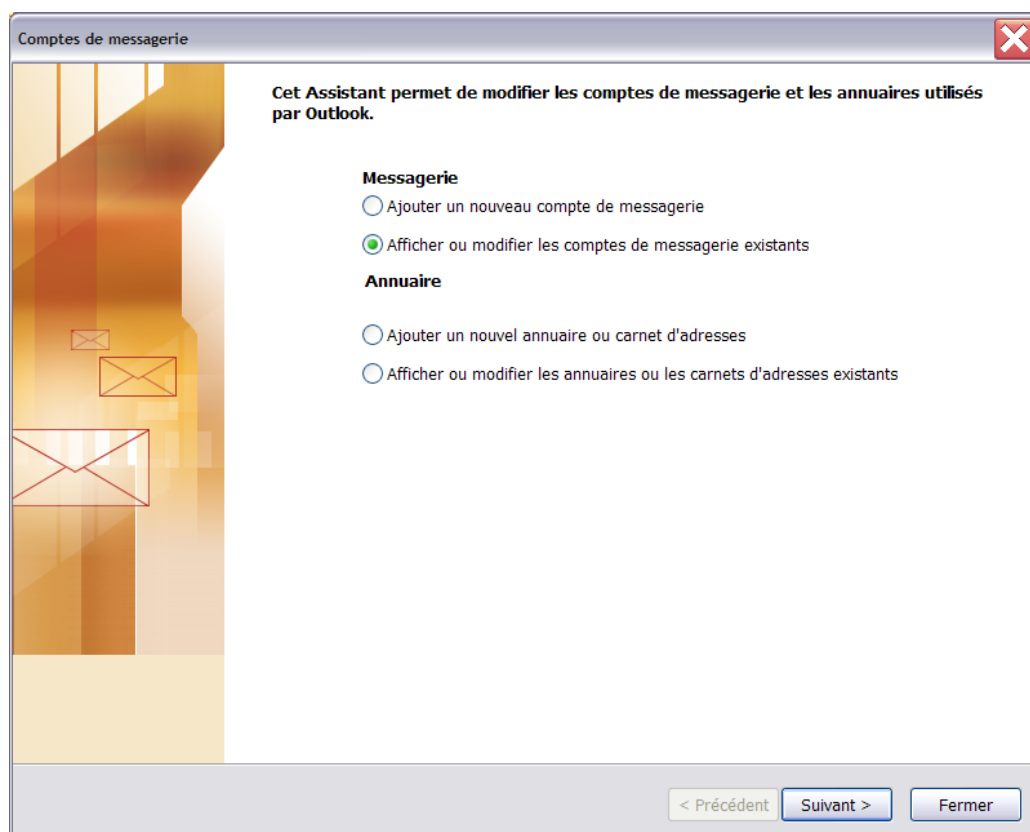 Comptes de messagerie
Cet Assistant permet de modifier les comptes de messagerie et les annuaires utilisés
par Outlook.
Messagerie
Ajouter un nouveau compte de messagerie
Afficher ou modifier les comptes de messagerie existants
Annuaire
Ajouter un nouvel annuaire ou carnet d'adresses
Afficher ou modifier les annuaires ou les carnets d'adresses existants
< Précédent Suivant > Fermer